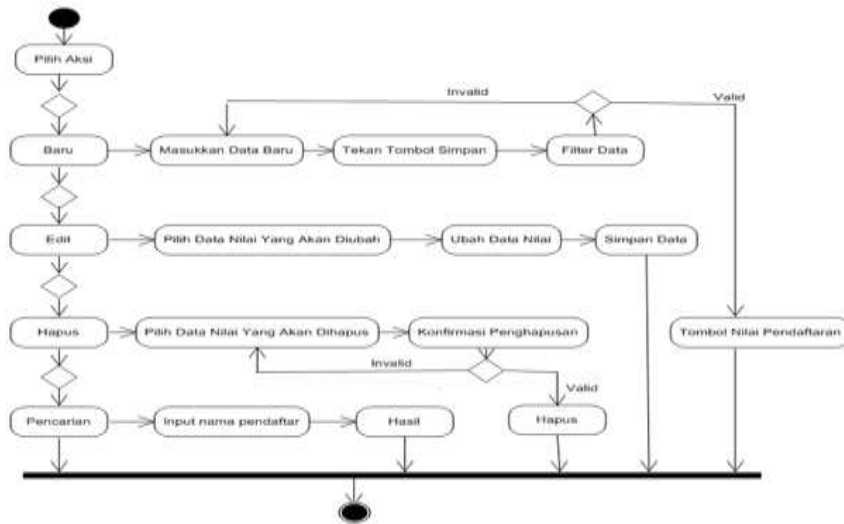 Pilih Aksi
Invalid
Valid
Baru
Masukkan Data Baru
Tekan Tombol Simpan
Filter Data
Edit
Pilih Data Nilai Yang Akan Diubah
Ubah Data Nilai
Simpan Data
Hapus
Pilih Data Nilai Yang Akan Dihapus
Konfirmasi Penghapusan
Tombol Nilai Pendaftaran
Invalid
Valid
Pencarian
Input nama pendaftar
Hasil
Hapus